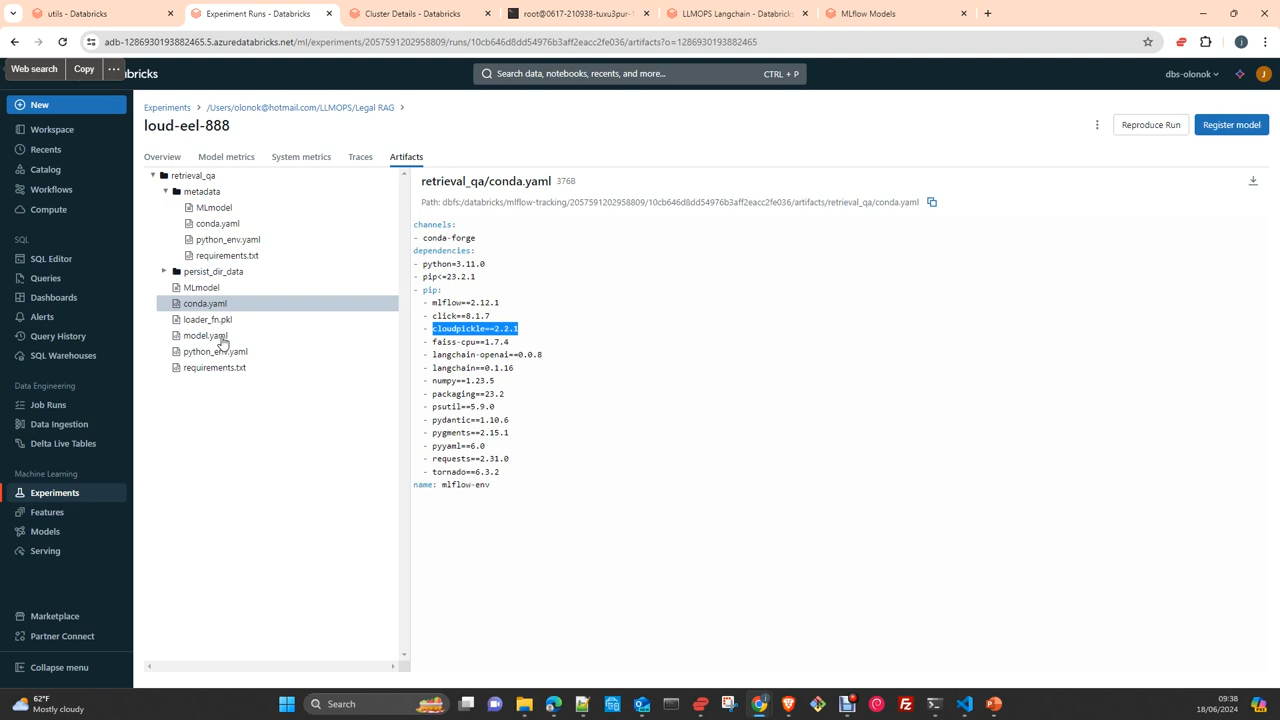 utils - Databricks
Experiment Runs - Databricks
Cluster Details - Databricks
root@0617-210938-tuxu3pur-1
LLMOPS Langchain - Databricks
MLflow Models
adb-1286930193882465.5.azuredatabricks.net/ml/experiments/2057591202958809/runs/10cb646d8dd54976b3aff2eacc2fe036/artifacts?o=1286930193882465
Web search
Copy
bricks
Search data, notebooks, recents, and more...
CTRL + P
dbs-olonok
J
New
Workspace
Recents
Catalog
Workflows
Compute
SQL
SQL Editor
Queries
Dashboards
Alerts
Query History
SQL Warehouses
Data Engineering
Job Runs
Data Ingestion
Delta Live Tables
Machine Learning
Experiments
Features
Models
Serving
Marketplace
Partner Connect
Collapse menu
Experiments > /Users/olonok@hotmail.com/LLMOPS/Legal RAG >
loud-eel-888
Reproduce Run
Register model
Overview
Model metrics
System metrics
Traces
Artifacts
retrieval_qa
metadata
MLmodel
conda.yaml
python_env.yaml
requirements.txt
persist_dir_data
MLmodel
conda.yaml
loader_fn.pkl
model.yaml
python_env.yaml
requirements.txt
retrieval_qa/conda.yaml 376B
Path: dbfs:/databricks/mlflow-tracking/2057591202958809/10cb646d8dd54976b3aff2eacc2fe036/artifacts/retrieval_qa/conda.yaml
channels:
- conda-forge
dependencies:
- python=3.11.0
- pip<=23.2.1
- pip:
- mlflow==2.12.1
- click==8.1.7
- cloudpickle==2.2.1
- faiss-cpu==1.7.4
- langchain-openai==0.0.8
- langchain==0.1.16
- numpy==1.23.5
- packaging==23.2
- psutil==5.9.0
- pydantic==1.10.6
- pygments==2.15.1
- pyyaml==6.0
- requests==2.31.0
- tornado==6.3.2
name: mlflow-env
62°F
Mostly cloudy
Search
09:38
18/06/2024